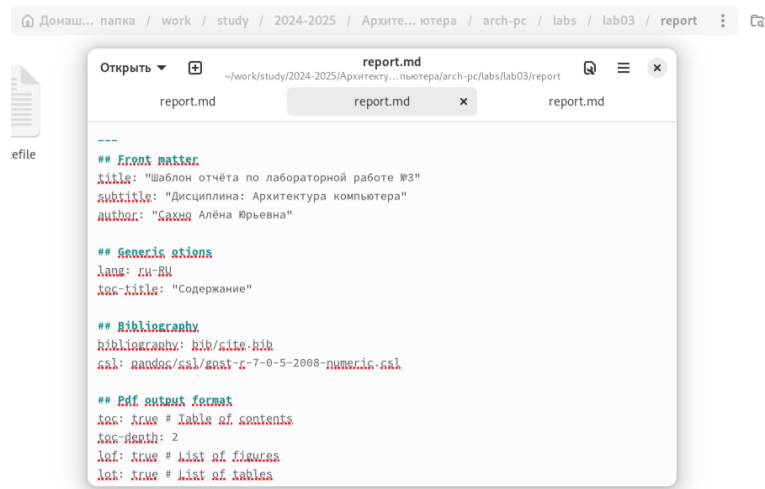 Домаш... папка / work / study / 2024-2025 / Архите... ютера / arch-pc / labs / lab03 / report
Открыть
report.md
~/work/study/2024-2025/Архитекту...пьютера/arch-pc/labs/lab03/report
report.md report.md report.md
efile
---
## Front matter
title: "Шаблон отчёта по лабораторной работе №3"
subtitle: "Дисциплина: Архитектура компьютера"
author: "Сахно Алёна Юрьевна"
## Generic otions
lang: ru-RU
toc-title: "Содержание"
## Bibliography
bibliography: bib/cite.bib
csl: pandoc/csl/gost-r-7-0-5-2008-numeric.csl
## Pdf output format
toc: true # Table of contents
toc-depth: 2
lof: true # List of figures
lot: true # List of tables